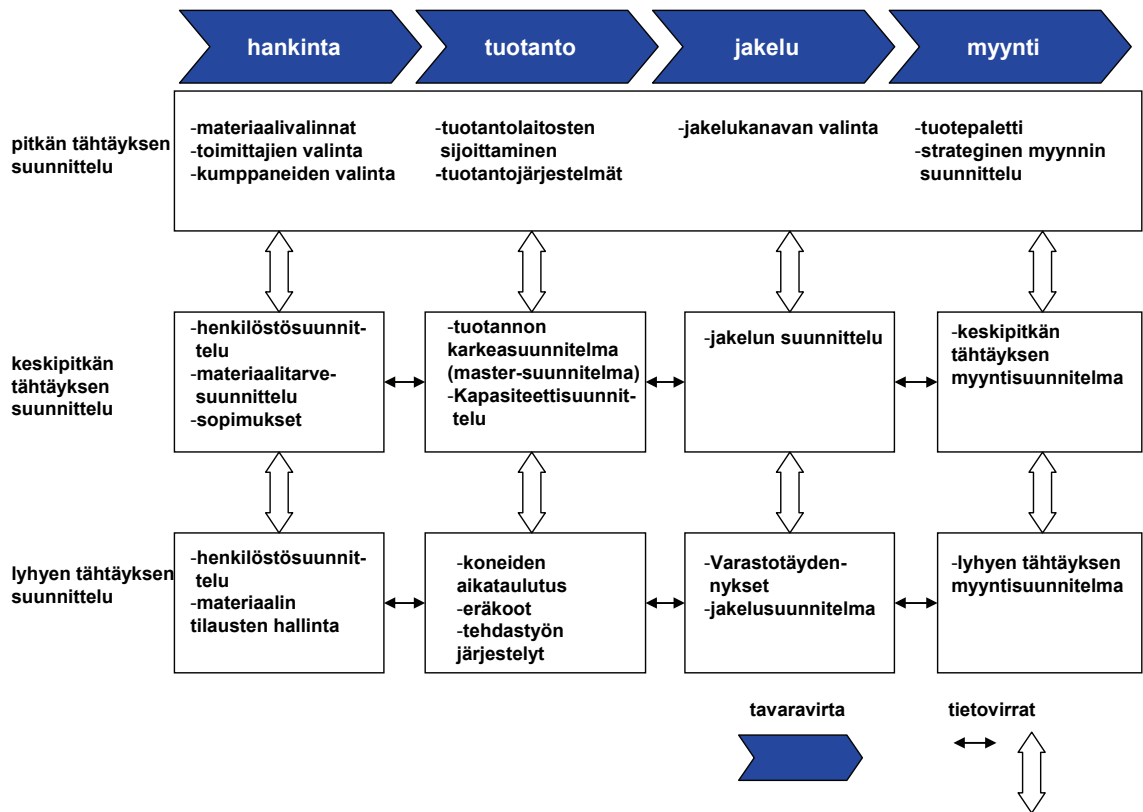 hankinta
tuotanto
jakelu
myynti
pitkän tähtäyksen
suunnittelu
-materiaalivalinnat
-toimittajien valinta
-kumppaneiden valinta
-tuotantolaitosten
sijoittaminen
-tuotantojärjestelmät
-jakelukanavan valinta
-tuotepaletti
-strateginen myynnin
suunnittelu
keskipitkän
tähtäyksen
suunnittelu
-henkilöstösuunnit-
telu
-materiaalitarve-
suunnittelu
-sopimukset
-tuotannon
karkeasuunnitelma
(master-suunnitelma)
-Kapasiteettisuunnit-
telu
-jakelun suunnittelu
-keskipitkän
tähtäyksen
myyntisuunnitelma
lyhyen tähtäyksen
suunnittelu
-henkilöstösuunnit-
telu
-materiaalin
tilausten hallinta
-koneiden
aikataulutus
-eräkoot
-tehdastyön
järjestelyt
-Varastotäyden-
nykset
-jakelusuunnitelma
-lyhyen tähtäyksen
myyntisuunnitelma
tavaravirta
tietovirrat